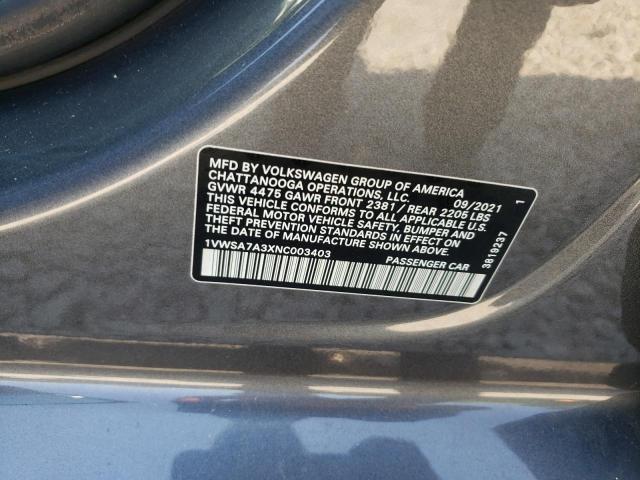 MFD BY VOLKSWAGEN GROUP OF AMERICA
CHATTANOOGA OPERATIONS, LLC. 09/2021
GVWR 4475 GAWR FRONT 2381 / REAR 2205 LBS
THIS VEHICLE CONFORMS TO ALL APPLICABLE U.S.
FEDERAL MOTOR VEHICLE SAFETY, BUMPER AND
THEFT PREVENTION STANDARDS IN EFFECT ON
THE DATE OF MANUFACTURE SHOWN ABOVE.
1VWSA7A3XNC003403 PASSENGER CAR
3819237 1